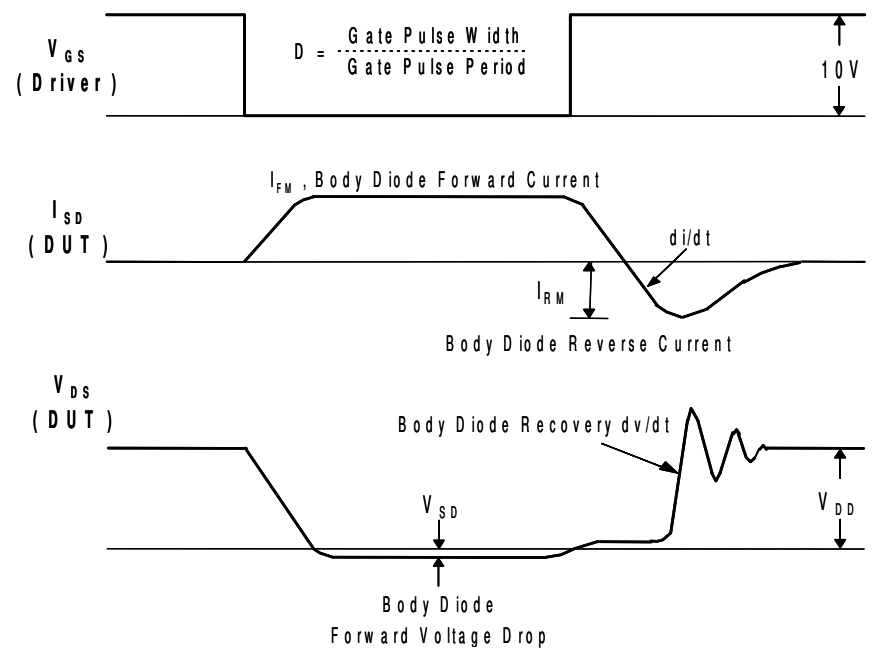 V GS
(Driver)
D = Gate Pulse Width
Gate Pulse Period
10V
I FM , Body Diode Forward Current
I SD
(DUT)
di/dt
I RM
Body Diode Reverse Current
V DS
(DUT)
Body Diode Recovery dv/dt
V SD
V DD
Body Diode
Forward Voltage Drop